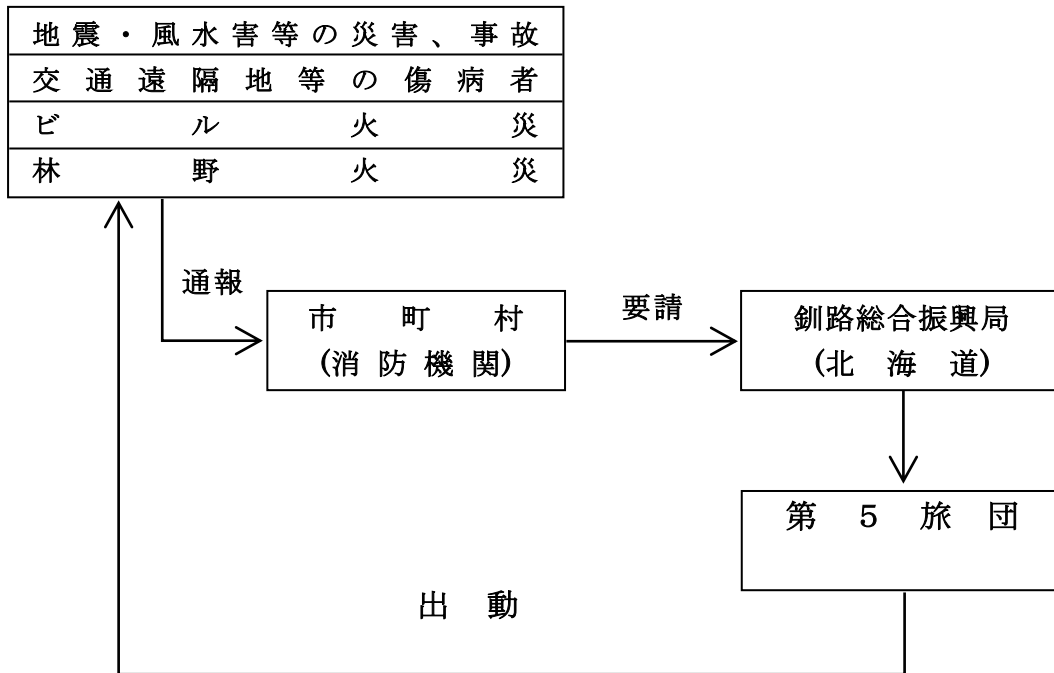 地震・風水害等の災害、事故
交通遠隔地等の傷病者
ビル火災
林野火災
通報
市町村
(消防機関)
要請
釧路総合振興局
(北海道)
第5旅団
出動